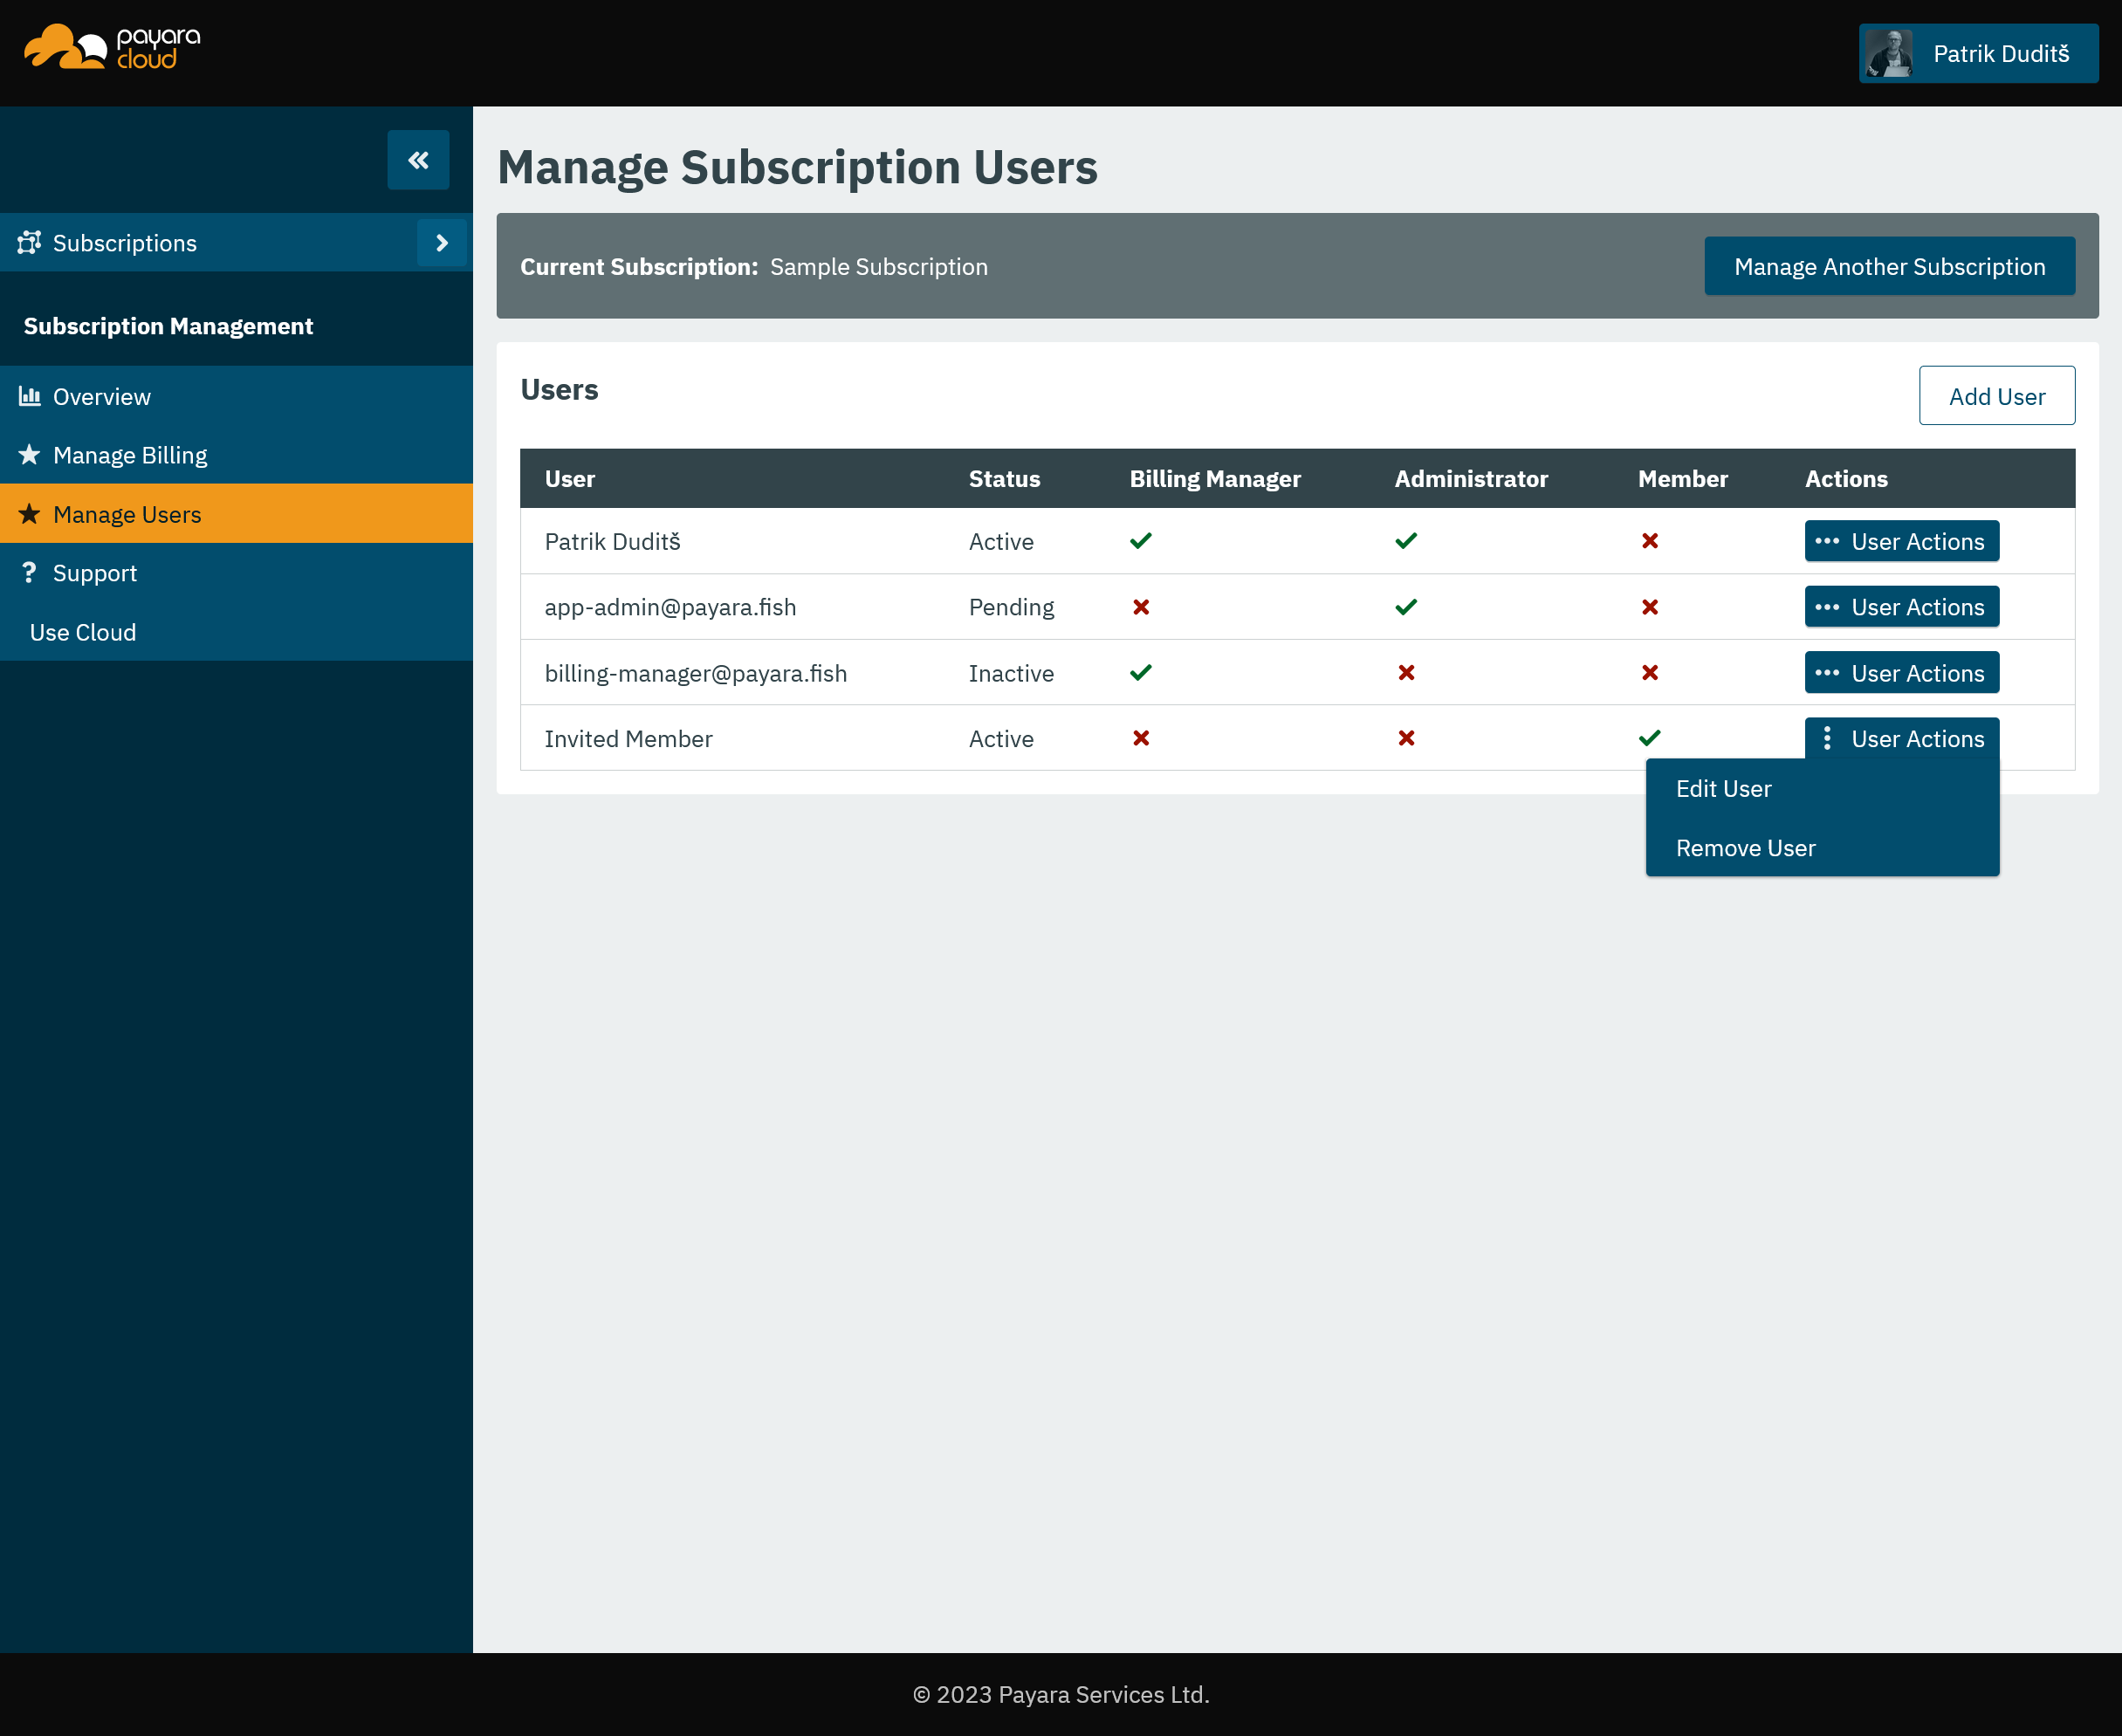 payara
cloud
Patrik Duditš
Subscriptions
Subscription Management
Overview
Manage Billing
Manage Users
Support
Use Cloud
Manage Subscription Users
Current Subscription: Sample Subscription
Manage Another Subscription
Users
Add User
User Status Billing Manager Administrator Member Actions
Patrik Duditš Active User Actions
app-admin@payara.fish Pending User Actions
billing-manager@payara.fish Inactive User Actions
Invited Member Active User Actions
Edit User
Remove User
© 2023 Payara Services Ltd.